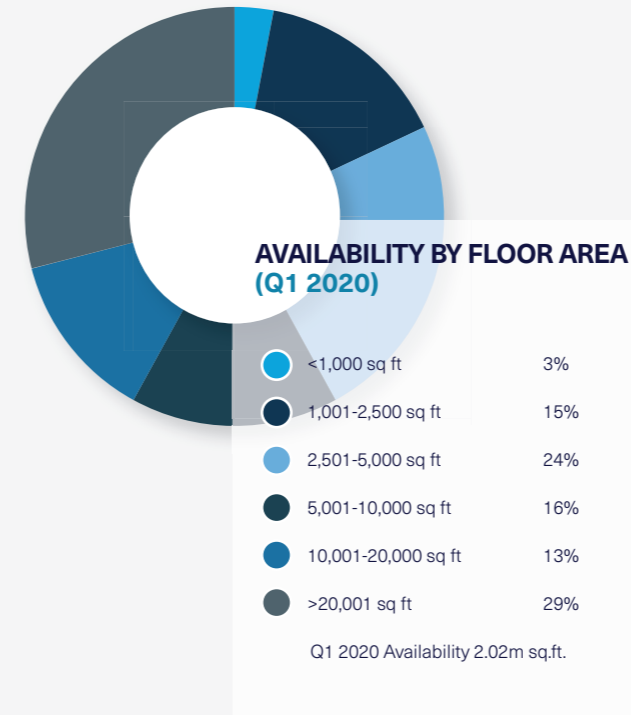 AVAILABILITY BY FLOOR AREA
(Q1 2020)
<1,000 sq ft 3%
1,001-2,500 sq ft 15%
2,501-5,000 sq ft 24%
5,001-10,000 sq ft 16%
10,001-20,000 sq ft 13%
>20,001 sq ft 29%
Q1 2020 Availability 2.02m sq.ft.